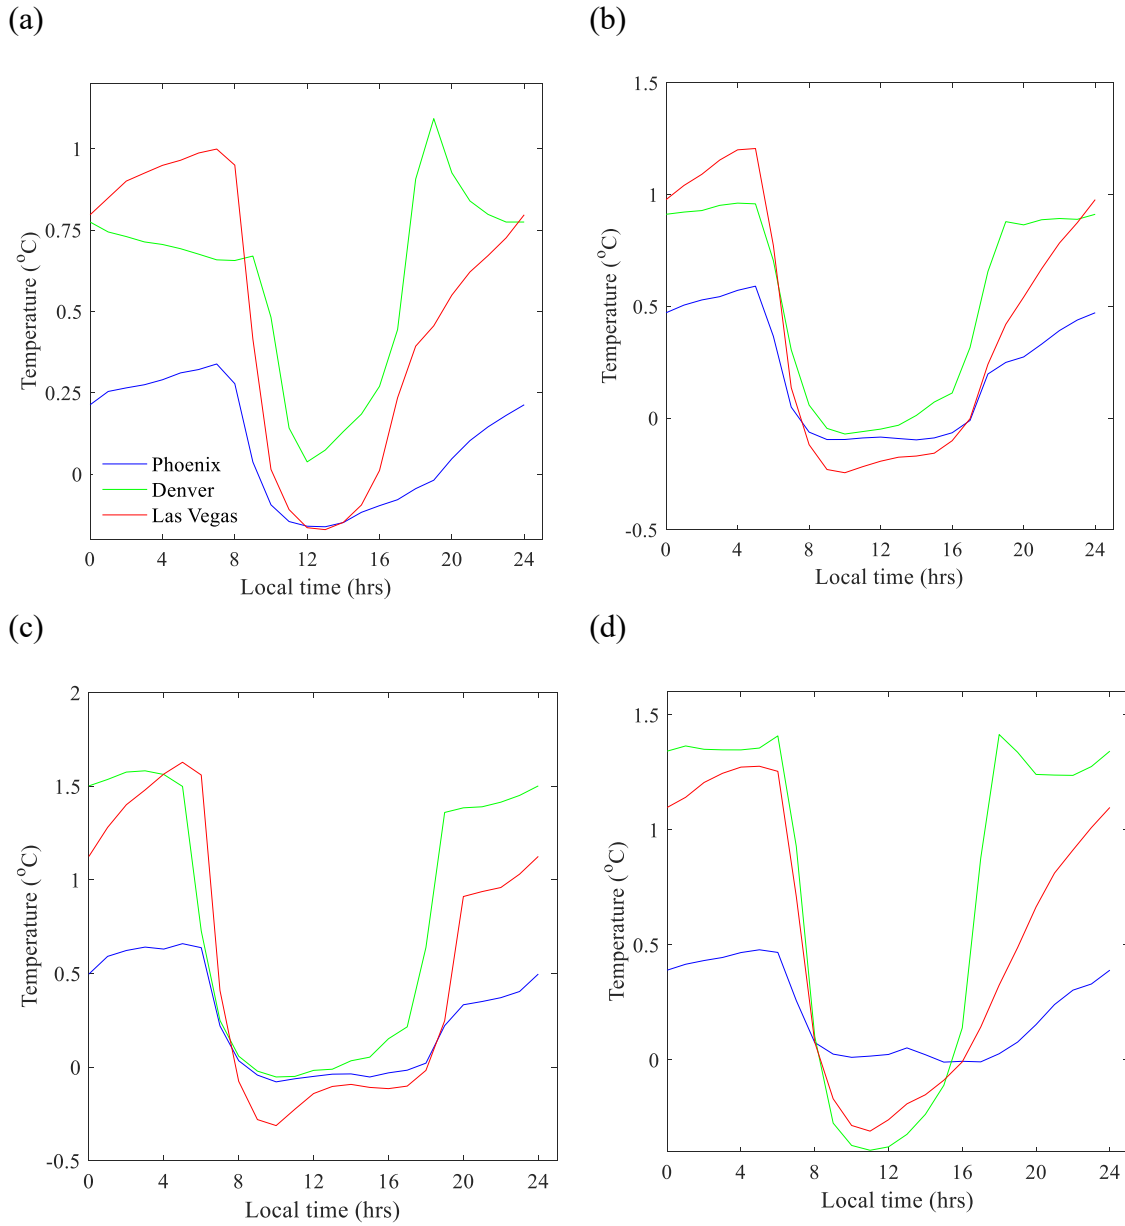 (a)
(b)
1
0.75
0.5
0.25
0
Temperature (°C)
Phoenix
Denver
Las Vegas
0 4 8 12 16 20 24
Local time (hrs)
1.5
1
0.5
0
-0.5
Temperature (°C)
0 4 8 12 16 20 24
Local time (hrs)
(c)
(d)
2
1.5
1
0.5
0
-0.5
Temperature (°C)
0 4 8 12 16 20 24
Local time (hrs)
1.5
1
0.5
0
Temperature (°C)
0 4 8 12 16 20 24
Local time (hrs)